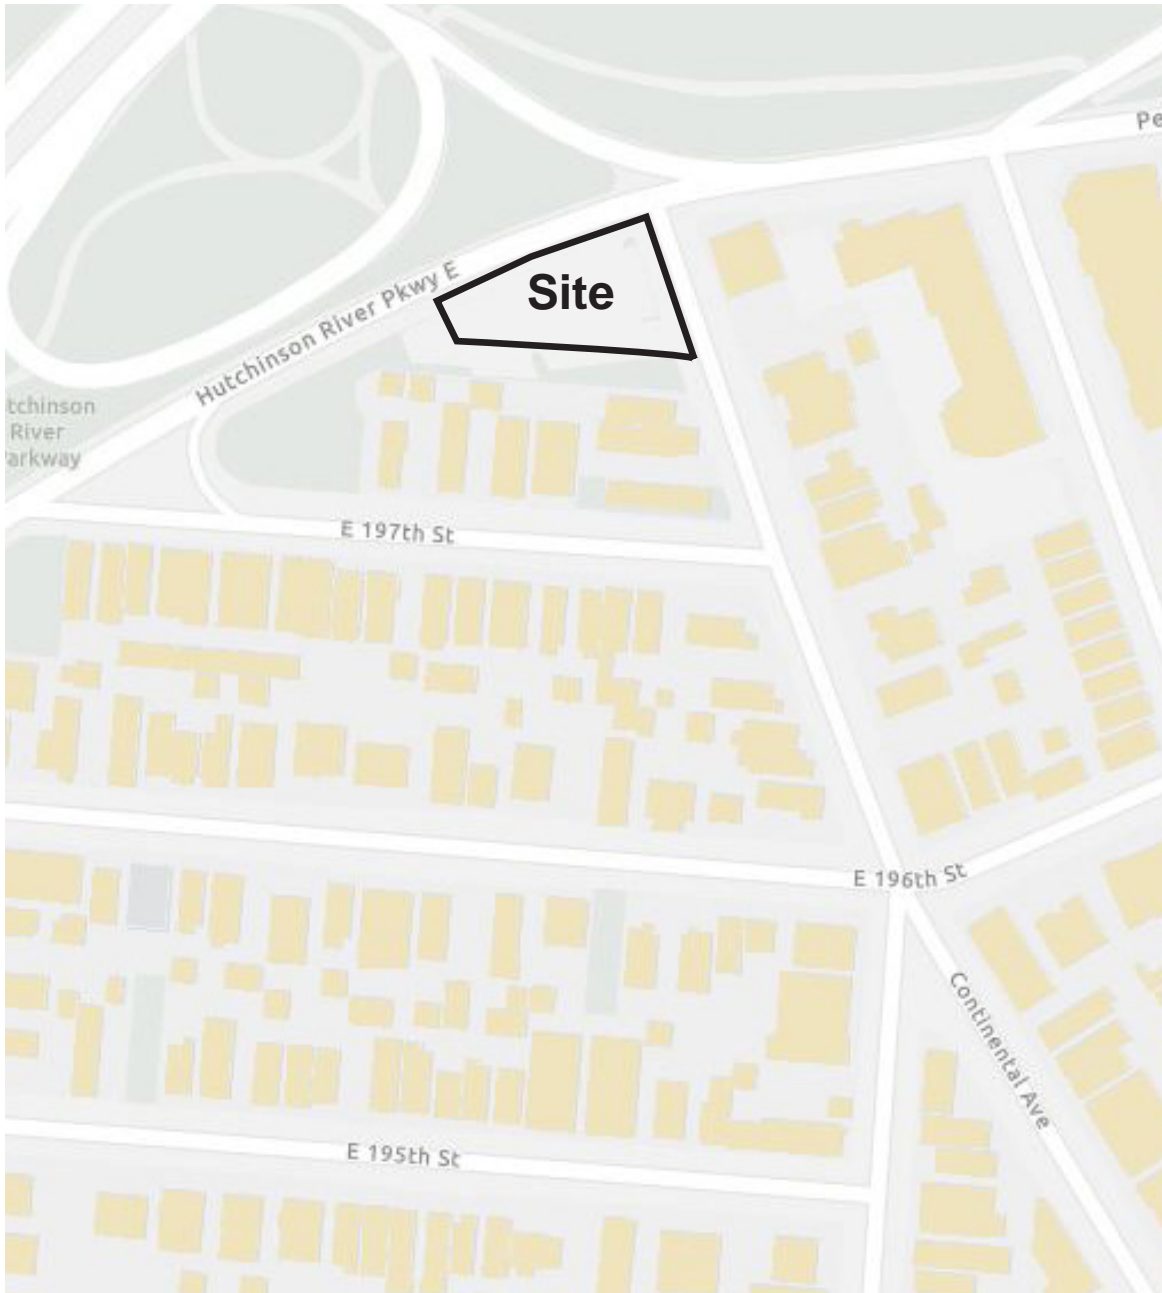 Pe
Site
Hutchinson River Pkwy E
tchinson
River
arkway
E 197th St
E 196th St
Continental Ave
E 195th St